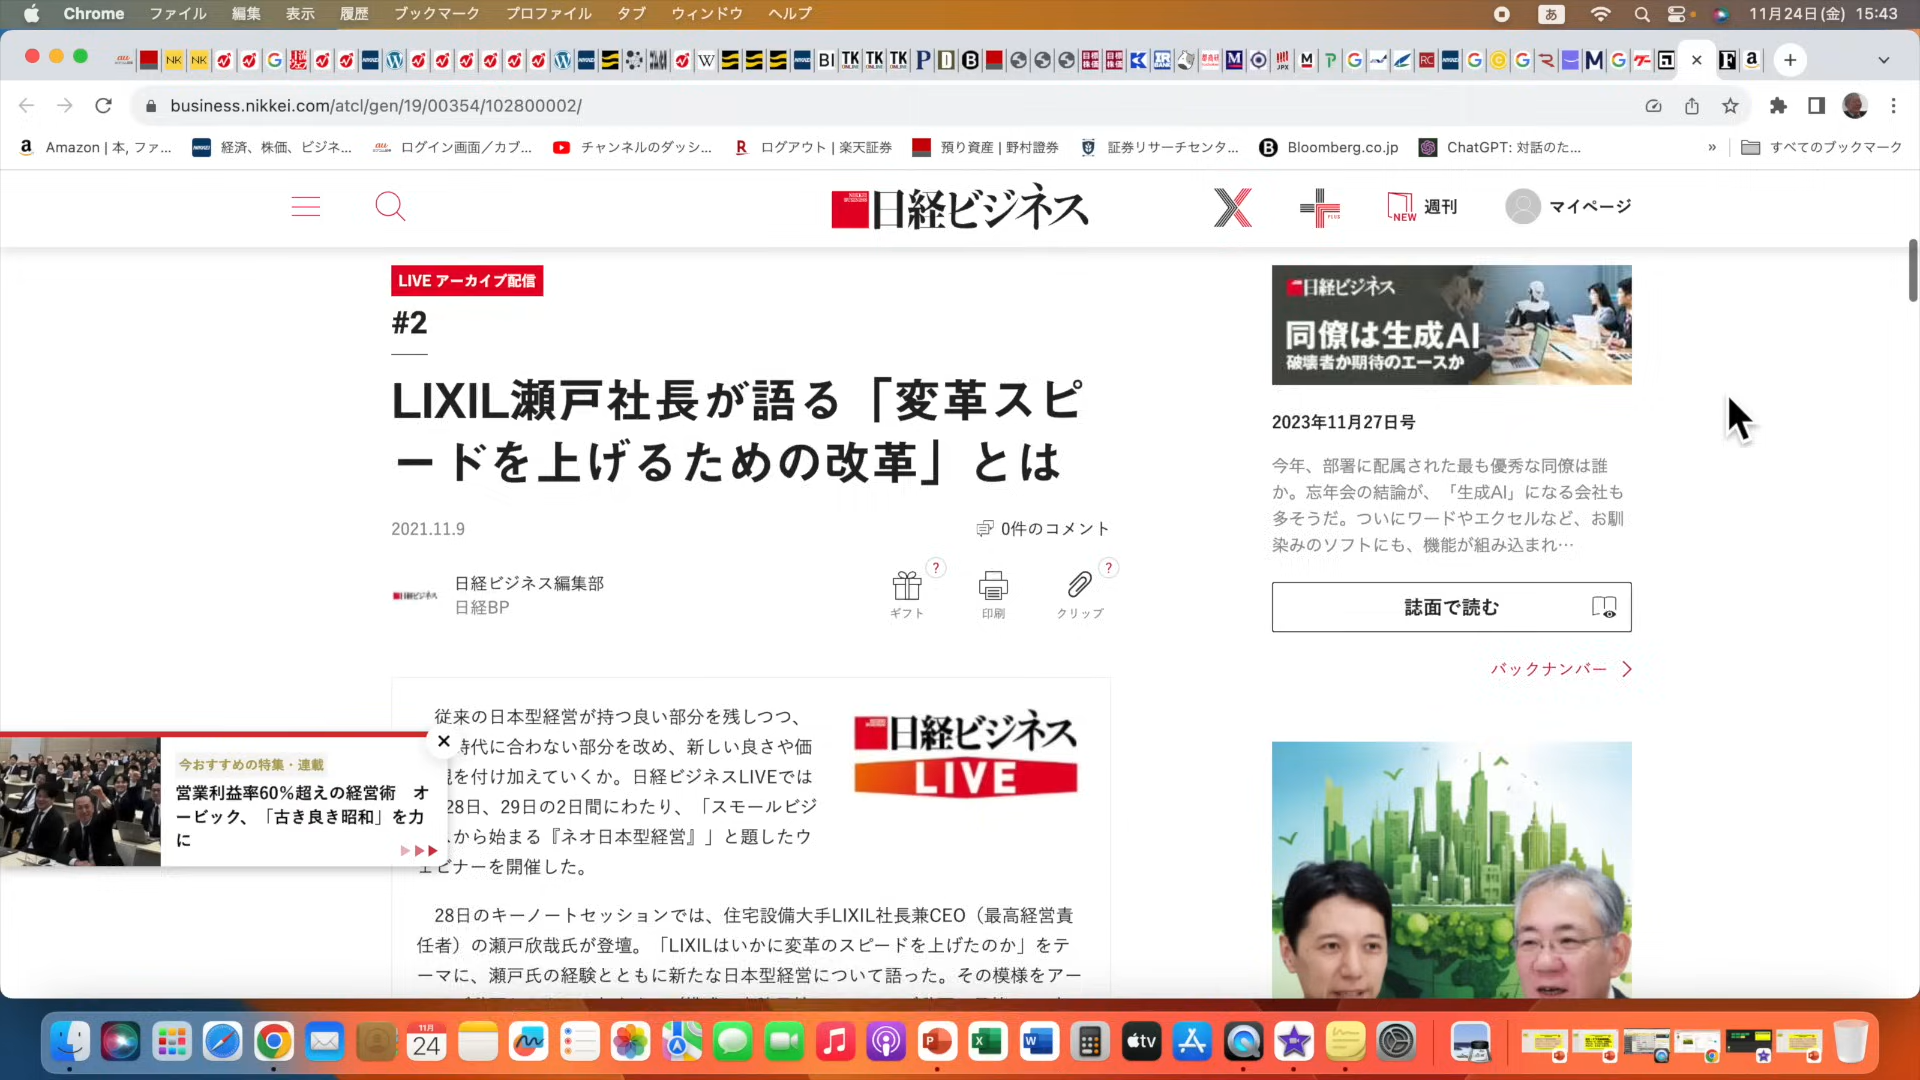 Chrome ファイル 編集 表示 履歴 ブックマーク プロファイル タブ ウィンドウ ヘルプ
あ 11月24日(金) 15:43
business.nikkei.com/atcl/gen/19/00354/102800002/
Amazon | 本, ファ... 経済、株価、ビジネ... ログイン画面／カブ... チャンネルのダッシ... ログアウト | 楽天証券 預り資産 | 野村證券 証券リサーチセンタ... Bloomberg.co.jp ChatGPT: 対話のた... » すべてのブックマーク
日経ビジネス
NEW 週刊 マイページ
LIVE アーカイブ配信
#2
LIXIL瀬戸社長が語る「変革スピ
ードを上げるための改革」とは
2021.11.9 0件のコメント
日経ビジネス編集部
日経BP
ギフト 印刷 クリップ
従来の日本型経営が持つ良い部分を残しつつ、
時代に合わない部分を改め、新しい良さや価
を付け加えていくか。日経ビジネスLIVEでは
28日、29日の2日間にわたり、「スモールビジ
から始まる『ネオ日本型経営』」と題したウ
ェビナーを開催した。
日経ビジネス
LIVE
28日のキーノートセッションでは、住宅設備大手LIXIL社長兼CEO（最高経営責
任者）の瀬戸欣哉氏が登壇。「LIXILはいかに変革のスピードを上げたのか」をテ
ーマに、瀬戸氏の経験とともに新たな日本型経営について語った。その模様をアー
今おすすめの特集・連載
営業利益率60％超えの経営術 オ
ービック、「古き良き昭和」を力
に
日経ビジネス
同僚は生成AI
破壊者か期待のエースか
2023年11月27日号
今年、部署に配属された最も優秀な同僚は誰
か。忘年会の結論が、「生成AI」になる会社も
多そうだ。ついにワードやエクセルなど、お馴
染みのソフトにも、機能が組み込まれ…
誌面で読む
バックナンバー
11月
24
tv